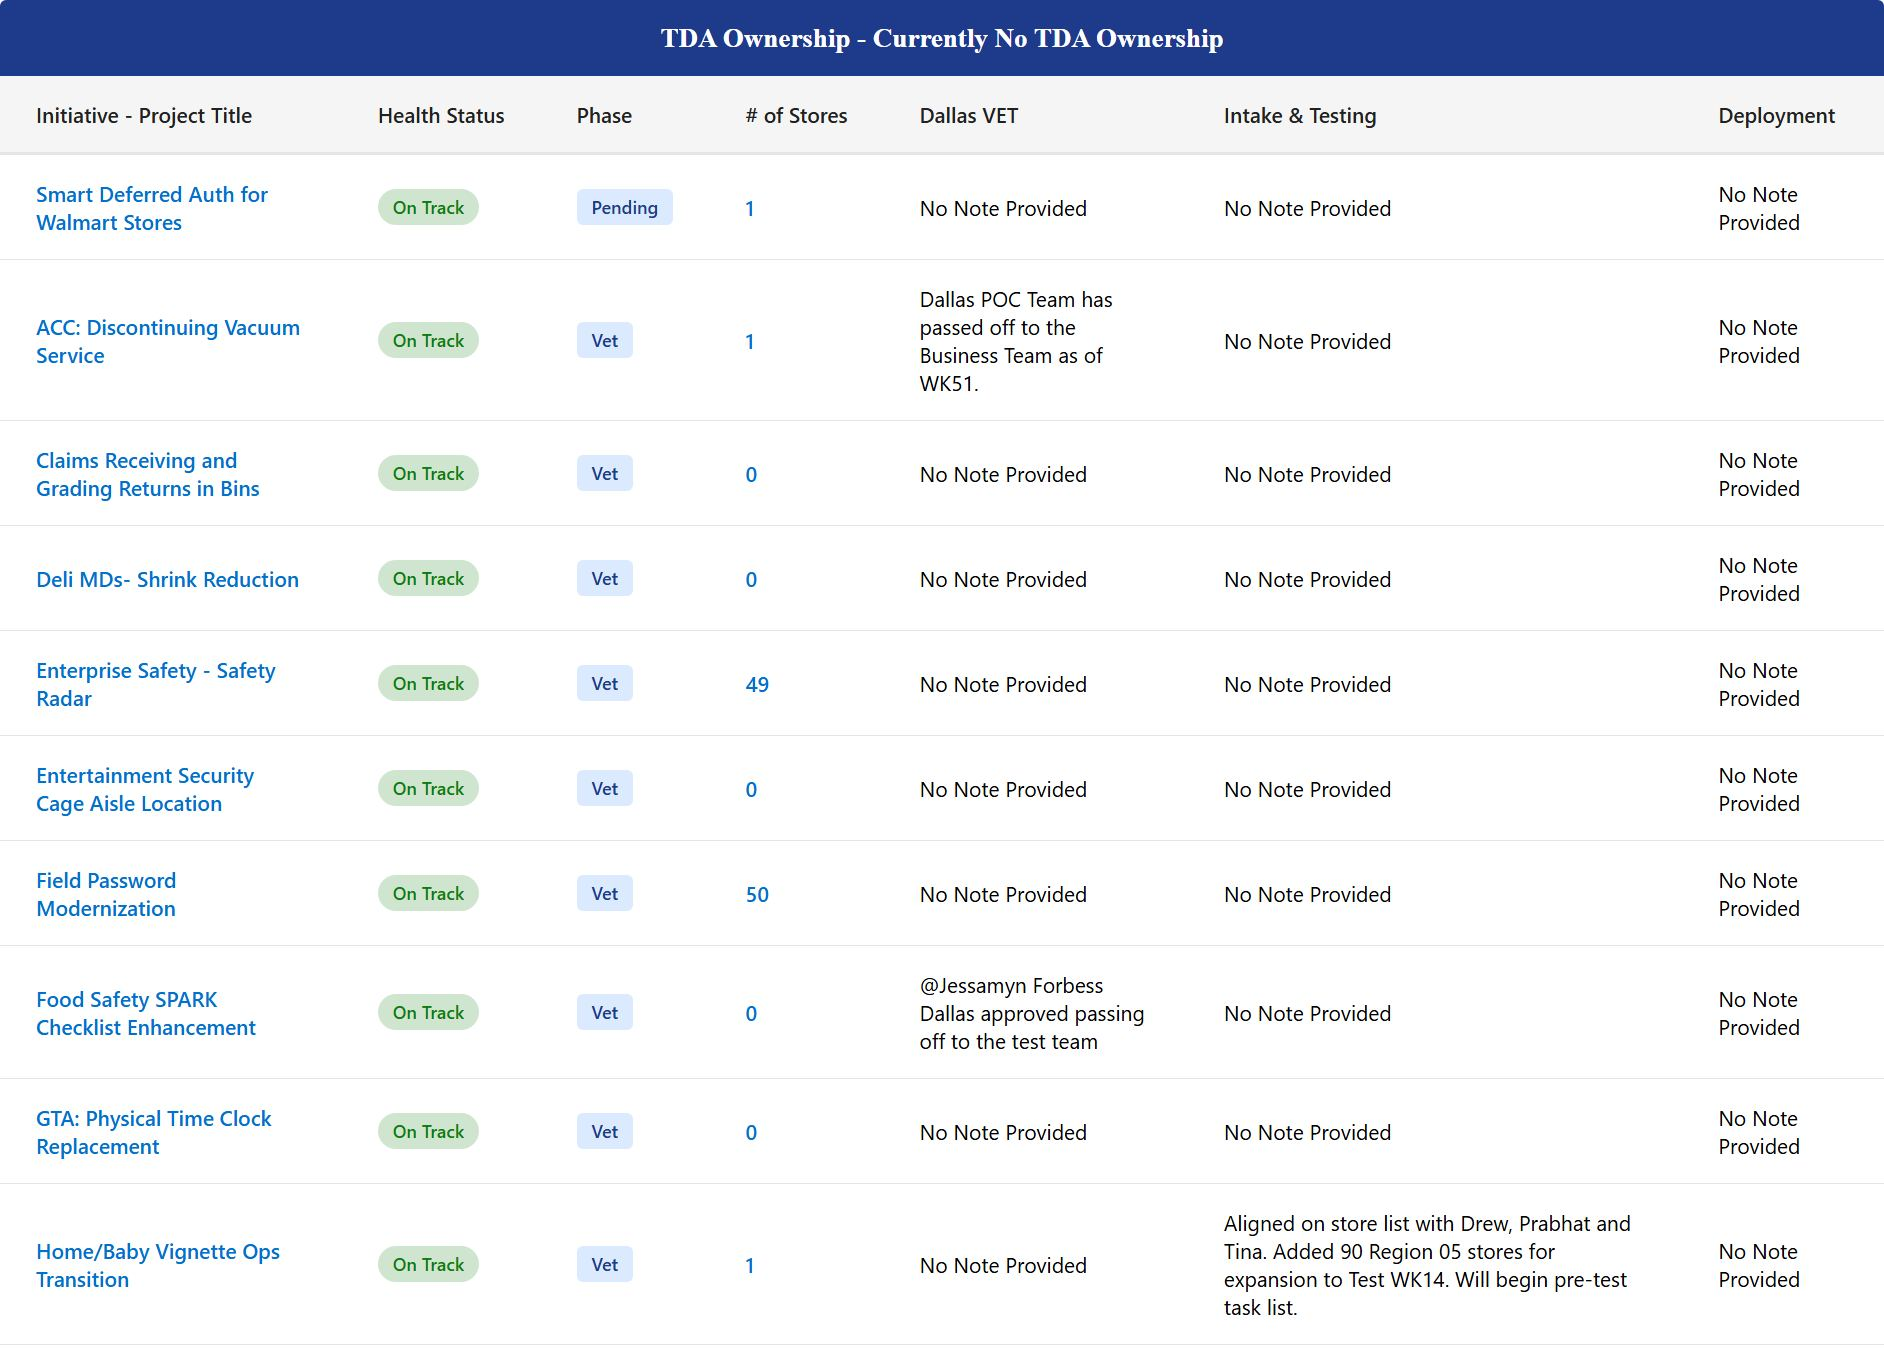 TDA Ownership - Currently No TDA Ownership
Initiative - Project Title
Health Status
Phase
# of Stores
Dallas VET
Intake & Testing
Deployment
Smart Deferred Auth for
Walmart Stores
On Track
Pending
1
No Note Provided
No Note Provided
No Note
Provided
ACC: Discontinuing Vacuum
Service
On Track
Vet
1
Dallas POC Team has
passed off to the
Business Team as of
WK51.
No Note Provided
No Note
Provided
Claims Receiving and
Grading Returns in Bins
On Track
Vet
0
No Note Provided
No Note Provided
No Note
Provided
Deli MDs- Shrink Reduction
On Track
Vet
0
No Note Provided
No Note Provided
No Note
Provided
Enterprise Safety - Safety
Radar
On Track
Vet
49
No Note Provided
No Note Provided
No Note
Provided
Entertainment Security
Cage Aisle Location
On Track
Vet
0
No Note Provided
No Note Provided
No Note
Provided
Field Password
Modernization
On Track
Vet
50
No Note Provided
No Note Provided
No Note
Provided
Food Safety SPARK
Checklist Enhancement
On Track
Vet
0
@Jessamyn Forbess
Dallas approved passing
off to the test team
No Note Provided
No Note
Provided
GTA: Physical Time Clock
Replacement
On Track
Vet
0
No Note Provided
No Note Provided
No Note
Provided
Home/Baby Vignette Ops
Transition
On Track
Vet
1
No Note Provided
Aligned on store list with Drew, Prabhat and
Tina. Added 90 Region 05 stores for
expansion to Test WK14. Will begin pre-test
task list.
No Note
Provided